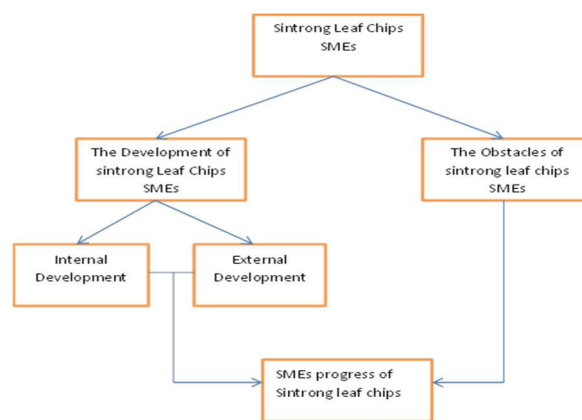 Sintrong Leaf Chips
SMEs
The Development of
sintrong Leaf Chips
SMEs
The Obstacles of
sintrong leaf chips
SMEs
Internal
Development
External
Development
SMEs progress of
Sintrong leaf chips